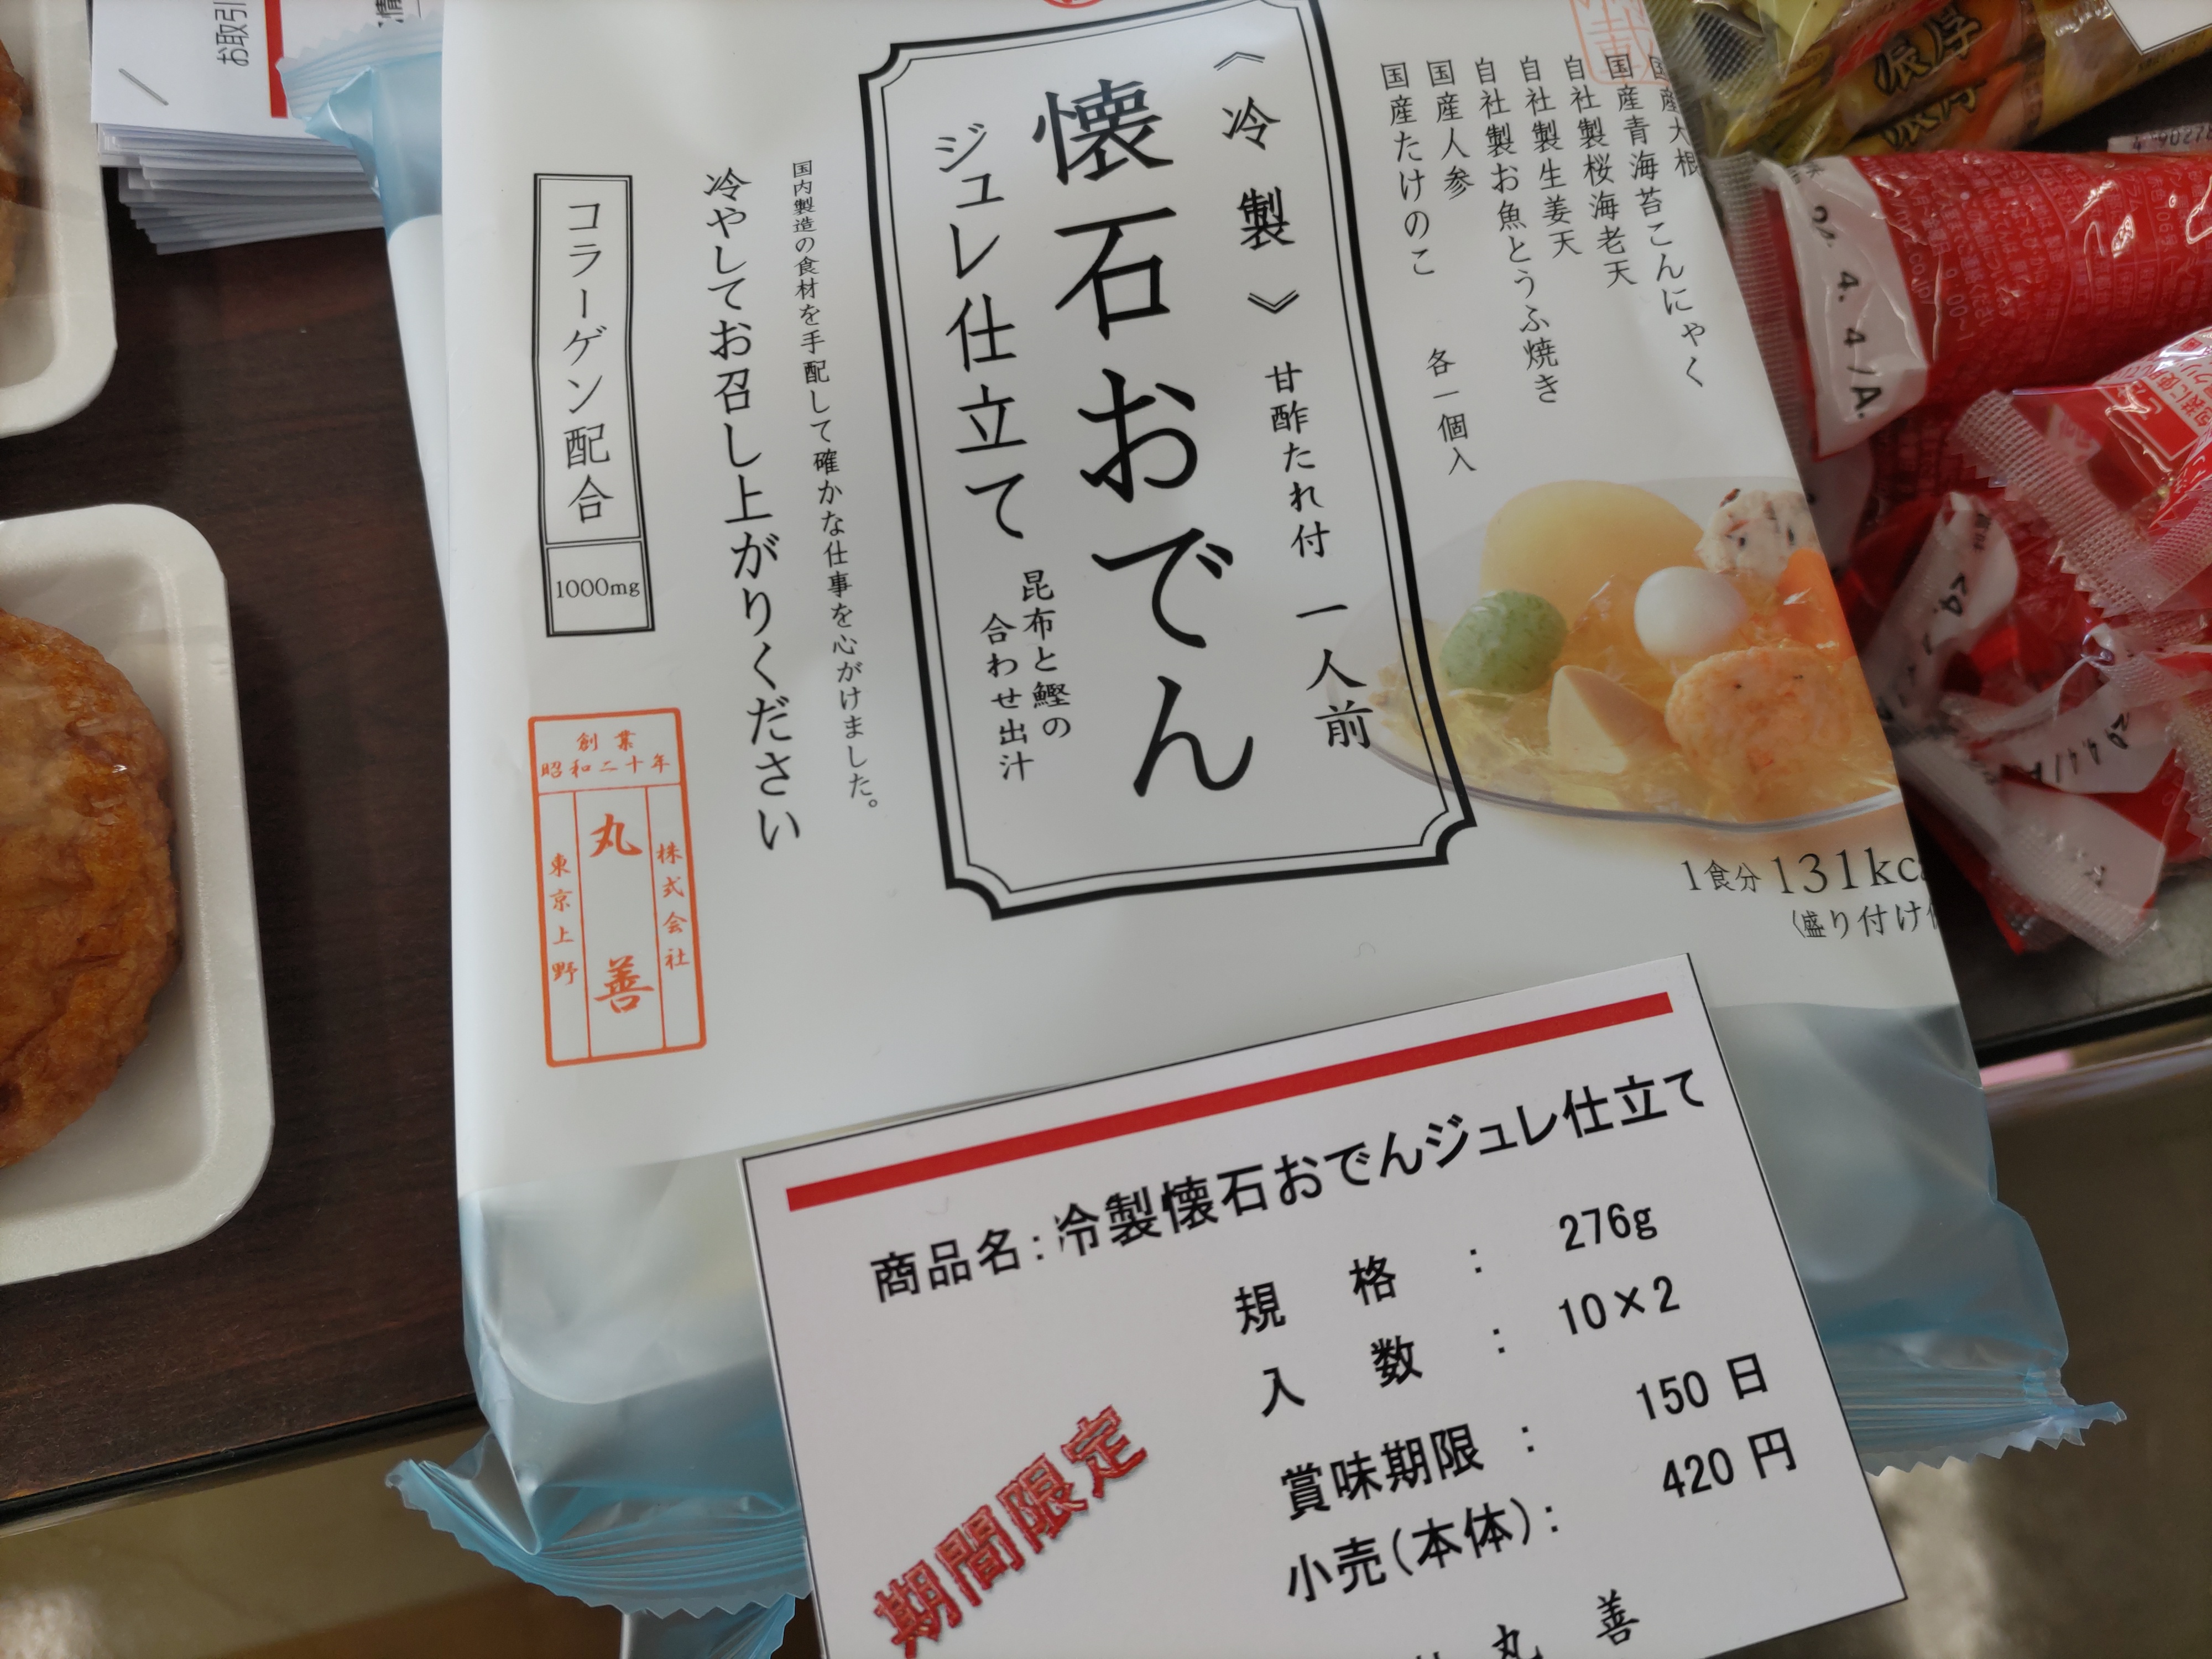 国産大根
国産青海苔こんにゃく
自社製桜海老天
自社製生姜天
自社製お魚とうふ焼き
国産人参
国産たけのこ
各一個入
《冷製》
甘酢たれ付
一人前
懐石おでん
ジュレ仕立て
昆布と鰹の
合わせ出汁
国内製造の食材を手配して確かな仕事を心がけました。
冷やしてお召し上がりください
コラーゲン配合
1000mg
創業
昭和二十年
株式会社
丸善
東京上野
1食分 131kc
〈盛り付け
商品名:冷製懐石おでんジュレ仕立て
規格: 276g
入数: 10×2
賞味期限: 150 日
小売(本体): 420 円
期間限定
丸善
お取引